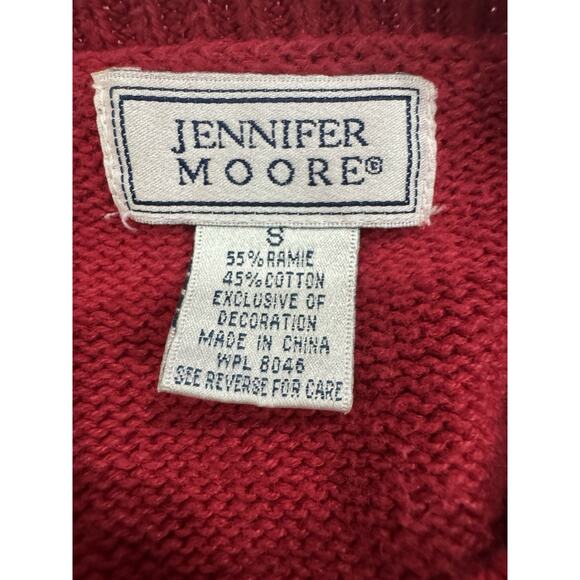 JENNIFER
MOORE®
S
55% RAMIE
45% COTTON
EXCLUSIVE OF
DECORATION
MADE IN CHINA
WPL 8046
SEE REVERSE FOR CARE